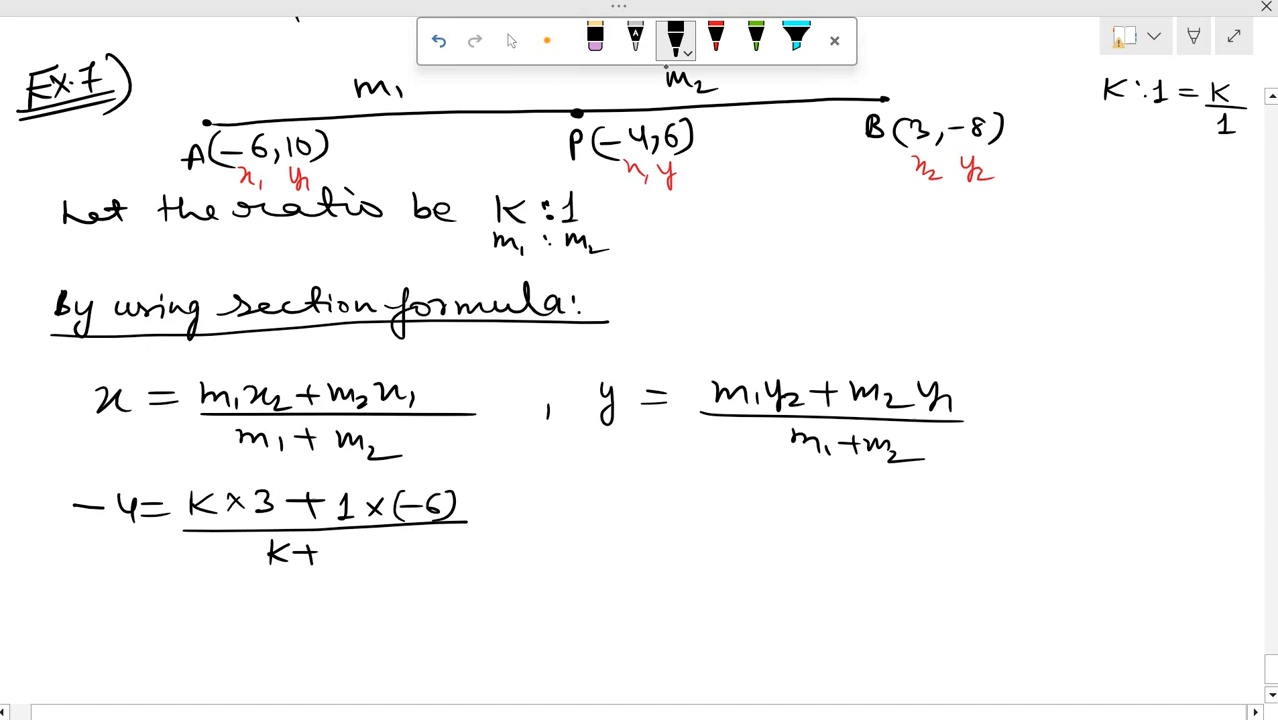 Ex.7)
m₁ m₂
K:1 = K/1
A(-6,10) P(-4,6) B(3,-8)
x₁ y₁ x,y x₂ y₂
Let the ratio be K:1
m₁ : m₂
By using section formula:
x = m₁x₂+m₂x₁ / m₁+m₂ , y = m₁y₂+m₂y₁ / m₁+m₂
-4 = K×3+1×(-6) / K+